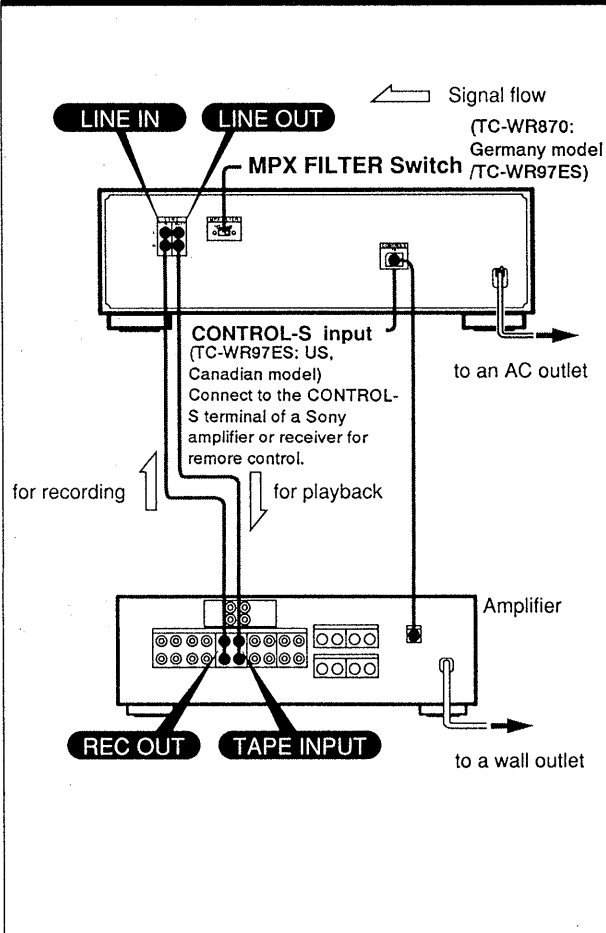 Signal flow
LINE IN
LINE OUT
(TC-WR870:
Germany model
/TC-WR97ES)
MPX FILTER Switch
MPX FILTER
CONTROL-S input
(TC-WR97ES: US,
Canadian model)
Connect to the CONTROL-
S terminal of a Sony
amplifier or receiver for
remore control.
to an AC outlet
for recording
for playback
Amplifier
REC OUT
TAPE INPUT
to a wall outlet